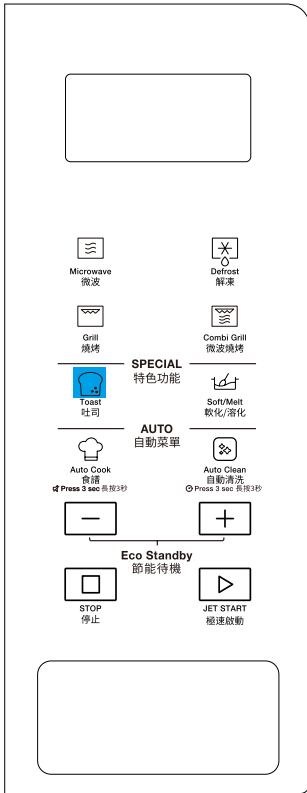 Microwave
微波
Defrost
解凍
Grill
燒烤
Combi Grill
微波燒烤
SPECIAL
特色功能
Toast
吐司
Soft/Melt
軟化/溶化
AUTO
自動菜單
Auto Cook
食譜
Press 3 sec 長按3秒
Auto Clean
自動清洗
Press 3 sec 長按3秒
Eco Standby
節能待機
STOP
停止
JET START
極速啟動